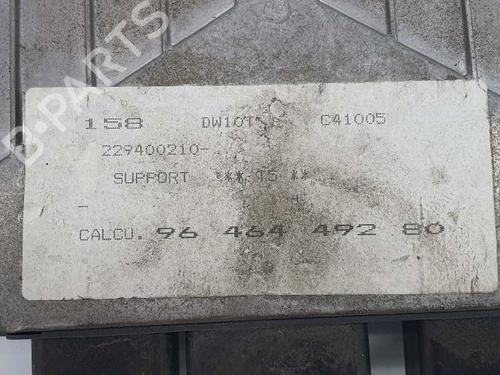 158 DW10T C41005
229400210-
SUPPORT ** 15 **
-
CALCU. 96 464 492 80
B-PARTS